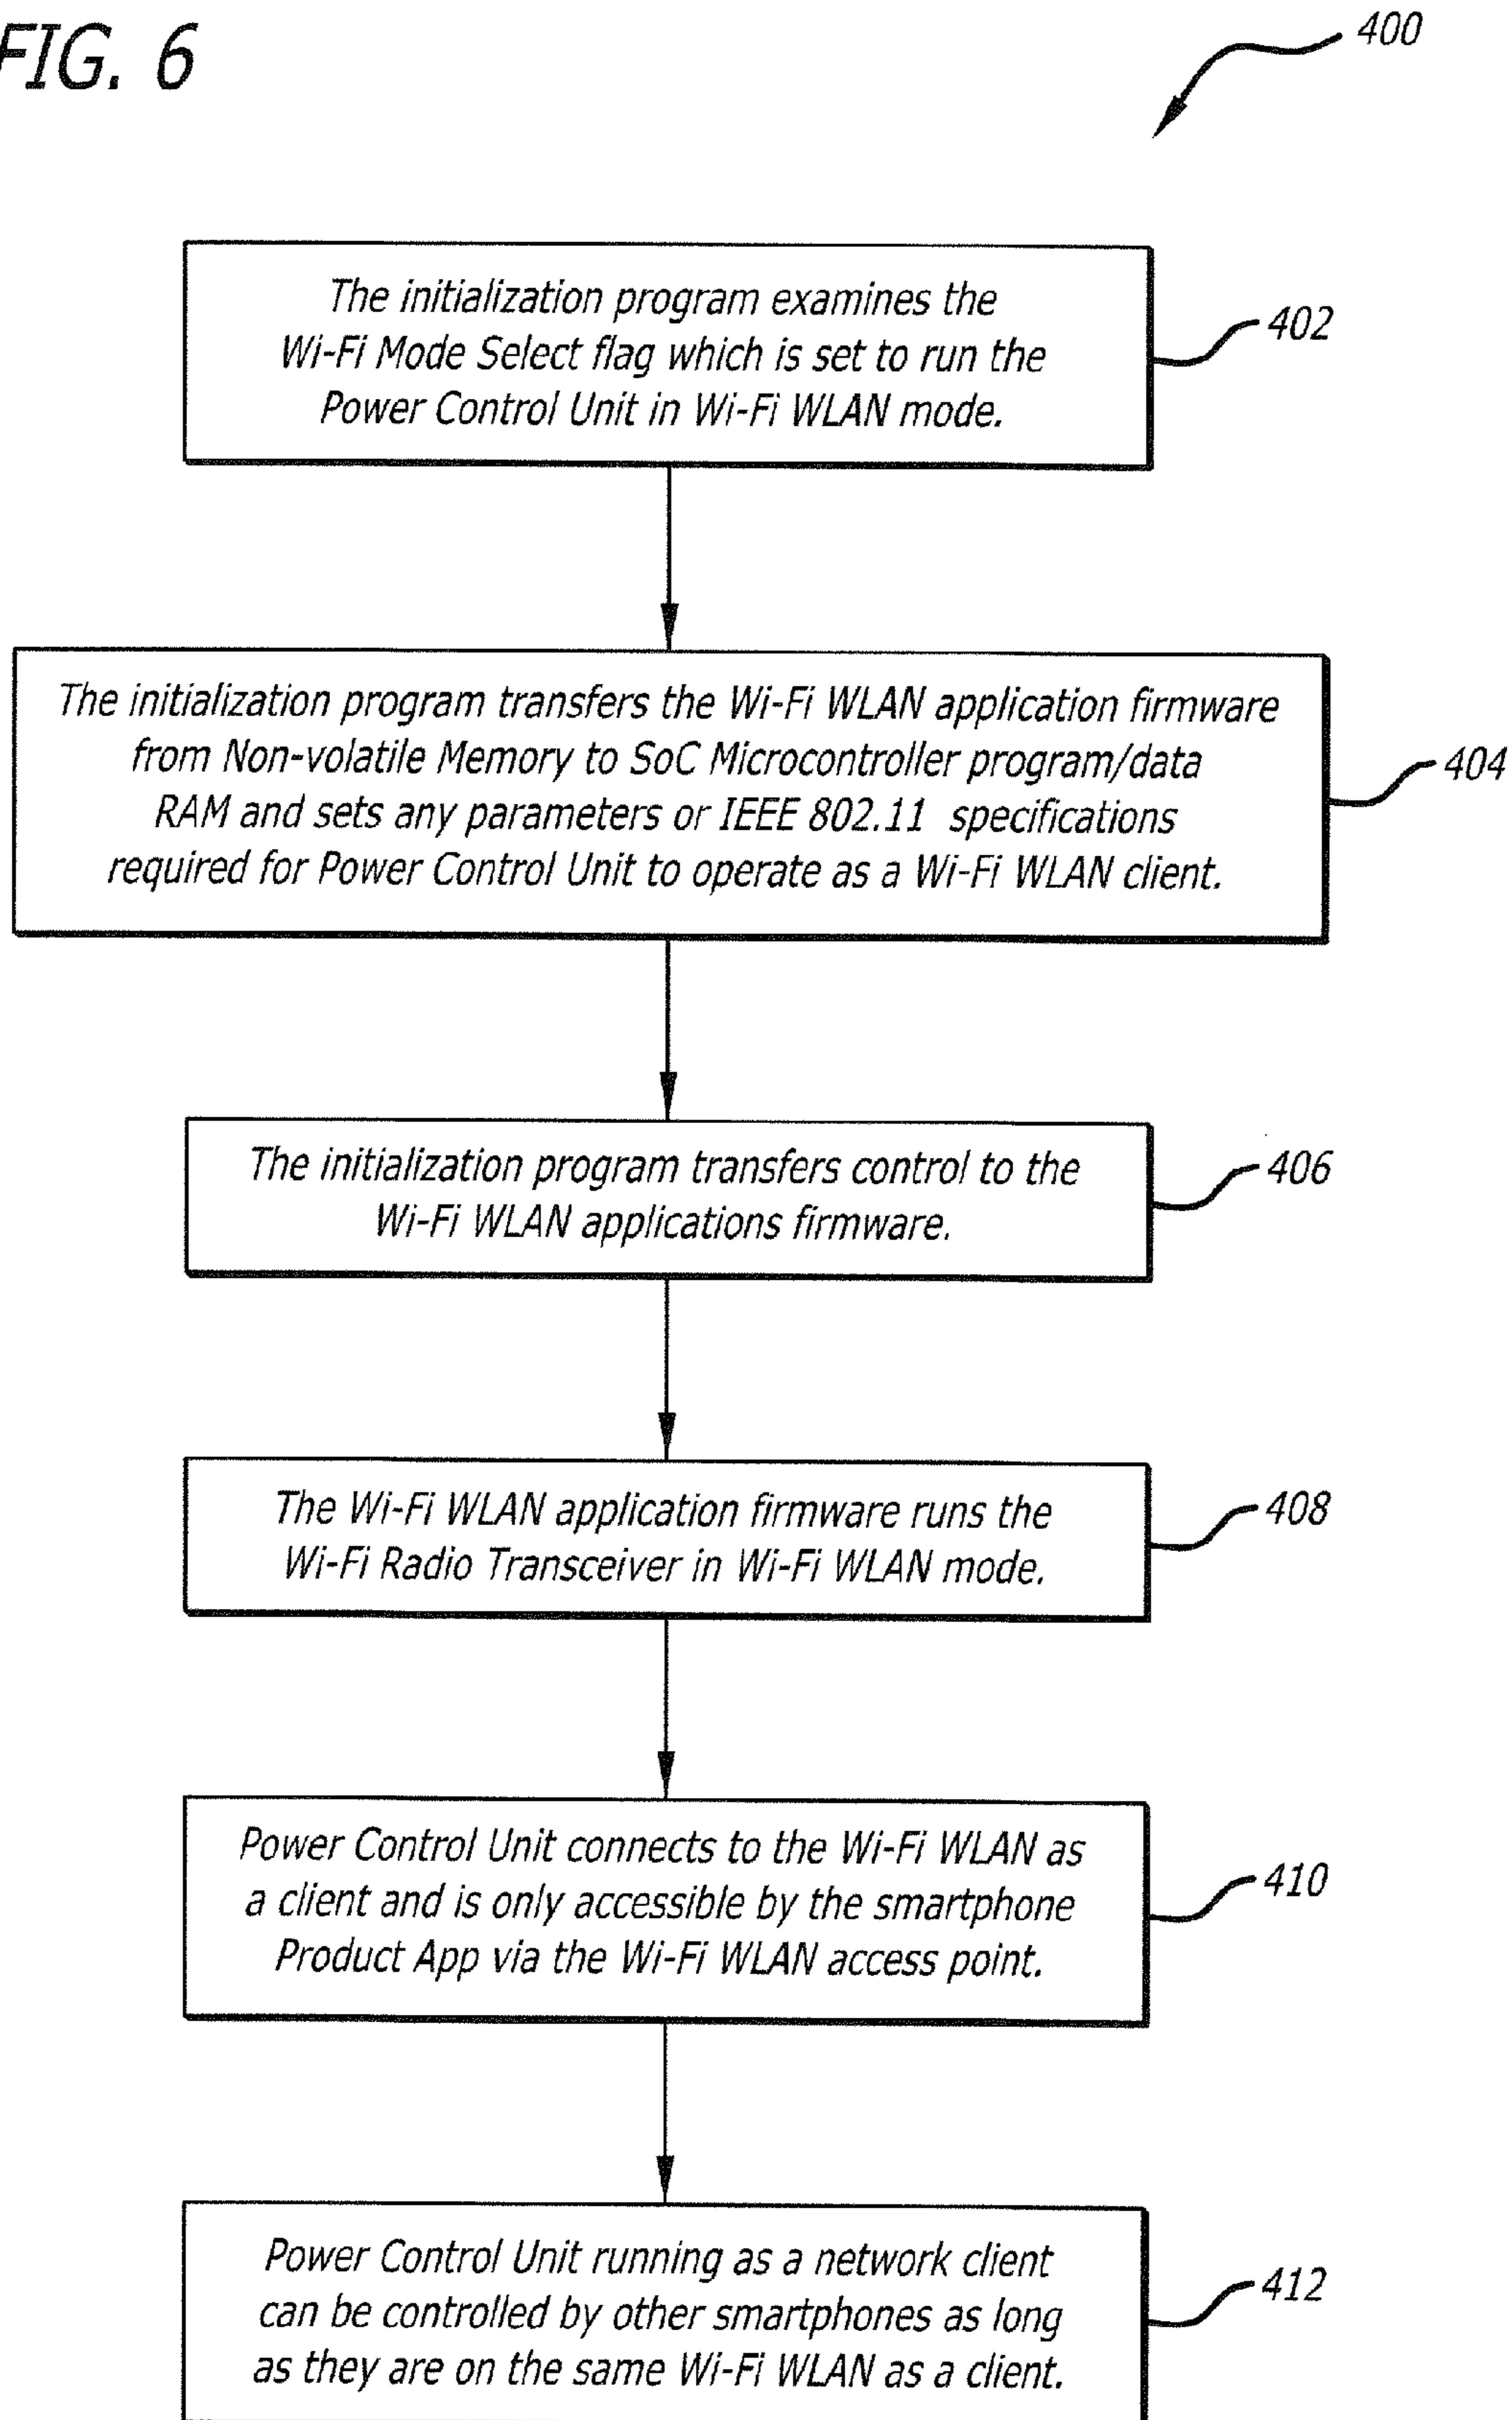 FIG. 6
400
The initialization program examines the
Wi-Fi Mode Select flag which is set to run the
Power Control Unit in Wi-Fi WLAN mode.
402
The initialization program transfers the Wi-Fi WLAN application firmware
from Non-volatile Memory to SoC Microcontroller program/data
RAM and sets any parameters or IEEE 802.11 specifications
required for Power Control Unit to operate as a Wi-Fi WLAN client.
404
The initialization program transfers control to the
Wi-Fi WLAN applications firmware.
406
The Wi-Fi WLAN application firmware runs the
Wi-Fi Radio Transceiver in Wi-Fi WLAN mode.
408
Power Control Unit connects to the Wi-Fi WLAN as
a client and is only accessible by the smartphone
Product App via the Wi-Fi WLAN access point.
410
Power Control Unit running as a network client
can be controlled by other smartphones as long
as they are on the same Wi-Fi WLAN as a client.
412